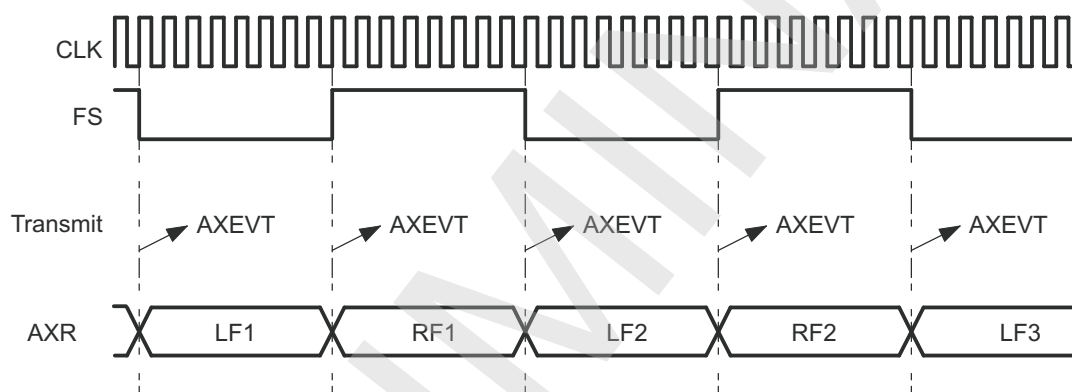 CLK
FS
Transmit AXEVT AXEVT AXEVT AXEVT AXEVT
AXR LF1 RF1 LF2 RF2 LF3